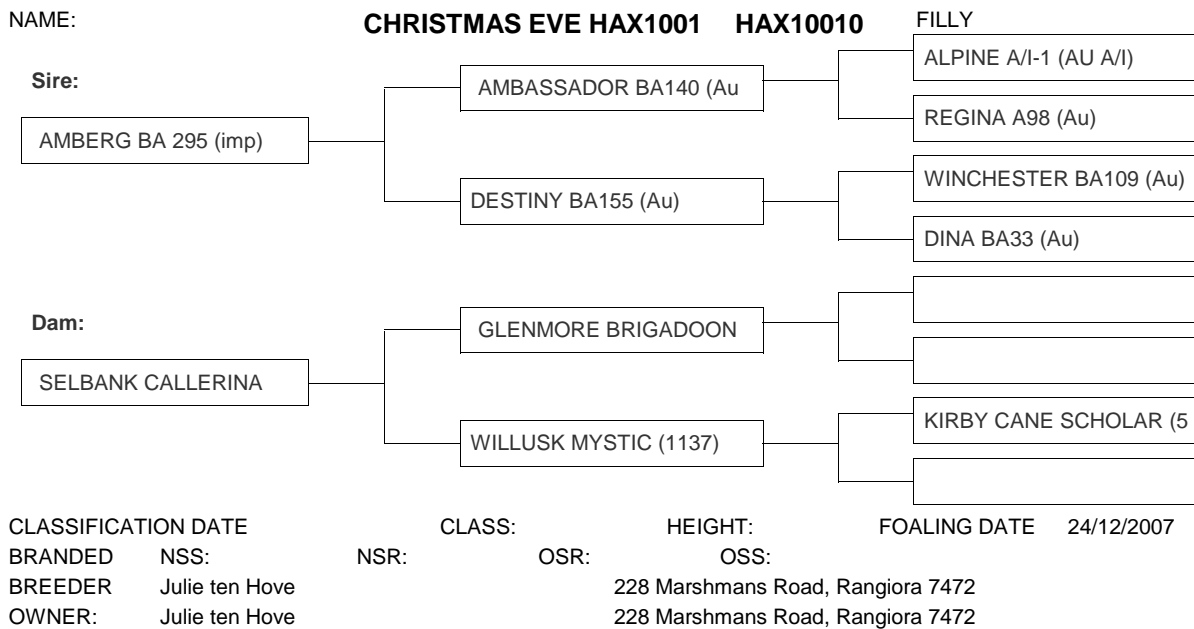 NAME: CHRISTMAS EVE HAX1001 HAX10010 FILLY
ALPINE A/I-1 (AU A/I)
Sire:
AMBASSADOR BA140 (Au
REGINA A98 (Au)
AMBERG BA 295 (imp)
WINCHESTER BA109 (Au)
DESTINY BA155 (Au)
DINA BA33 (Au)
Dam:
GLENMORE BRIGADOON
SELBANK CALLERINA
KIRBY CANE SCHOLAR (5
WILLUSK MYSTIC (1137)
CLASSIFICATION DATE CLASS: HEIGHT: FOALING DATE 24/12/2007
BRANDED NSS: NSR: OSR: OSS:
BREEDER Julie ten Hove 228 Marshmans Road, Rangiora 7472
OWNER: Julie ten Hove 228 Marshmans Road, Rangiora 7472